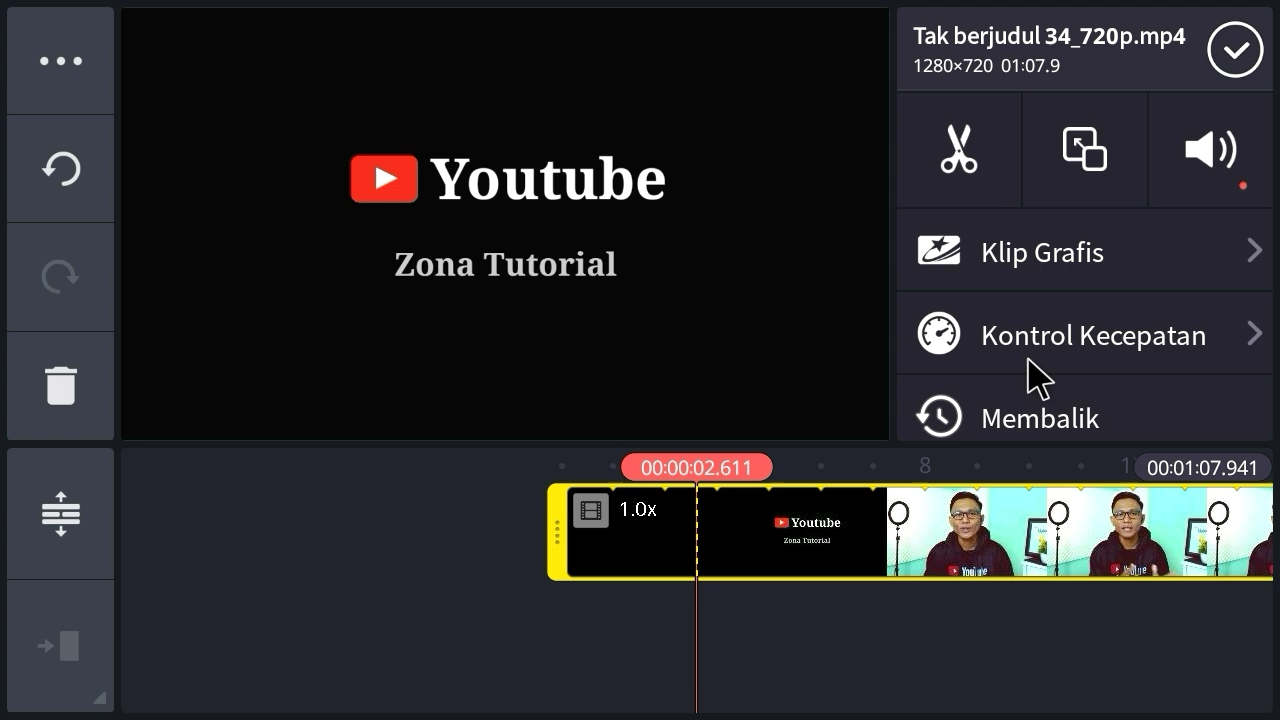 Tak berjudul 34_720p.mp4
1280×720 01:07.9
Youtube
Zona Tutorial
Klip Grafis
Kontrol Kecepatan
Membalik
00:00:02.611
8
00:01:07.941
1.0x
Youtube
Zona Tutorial